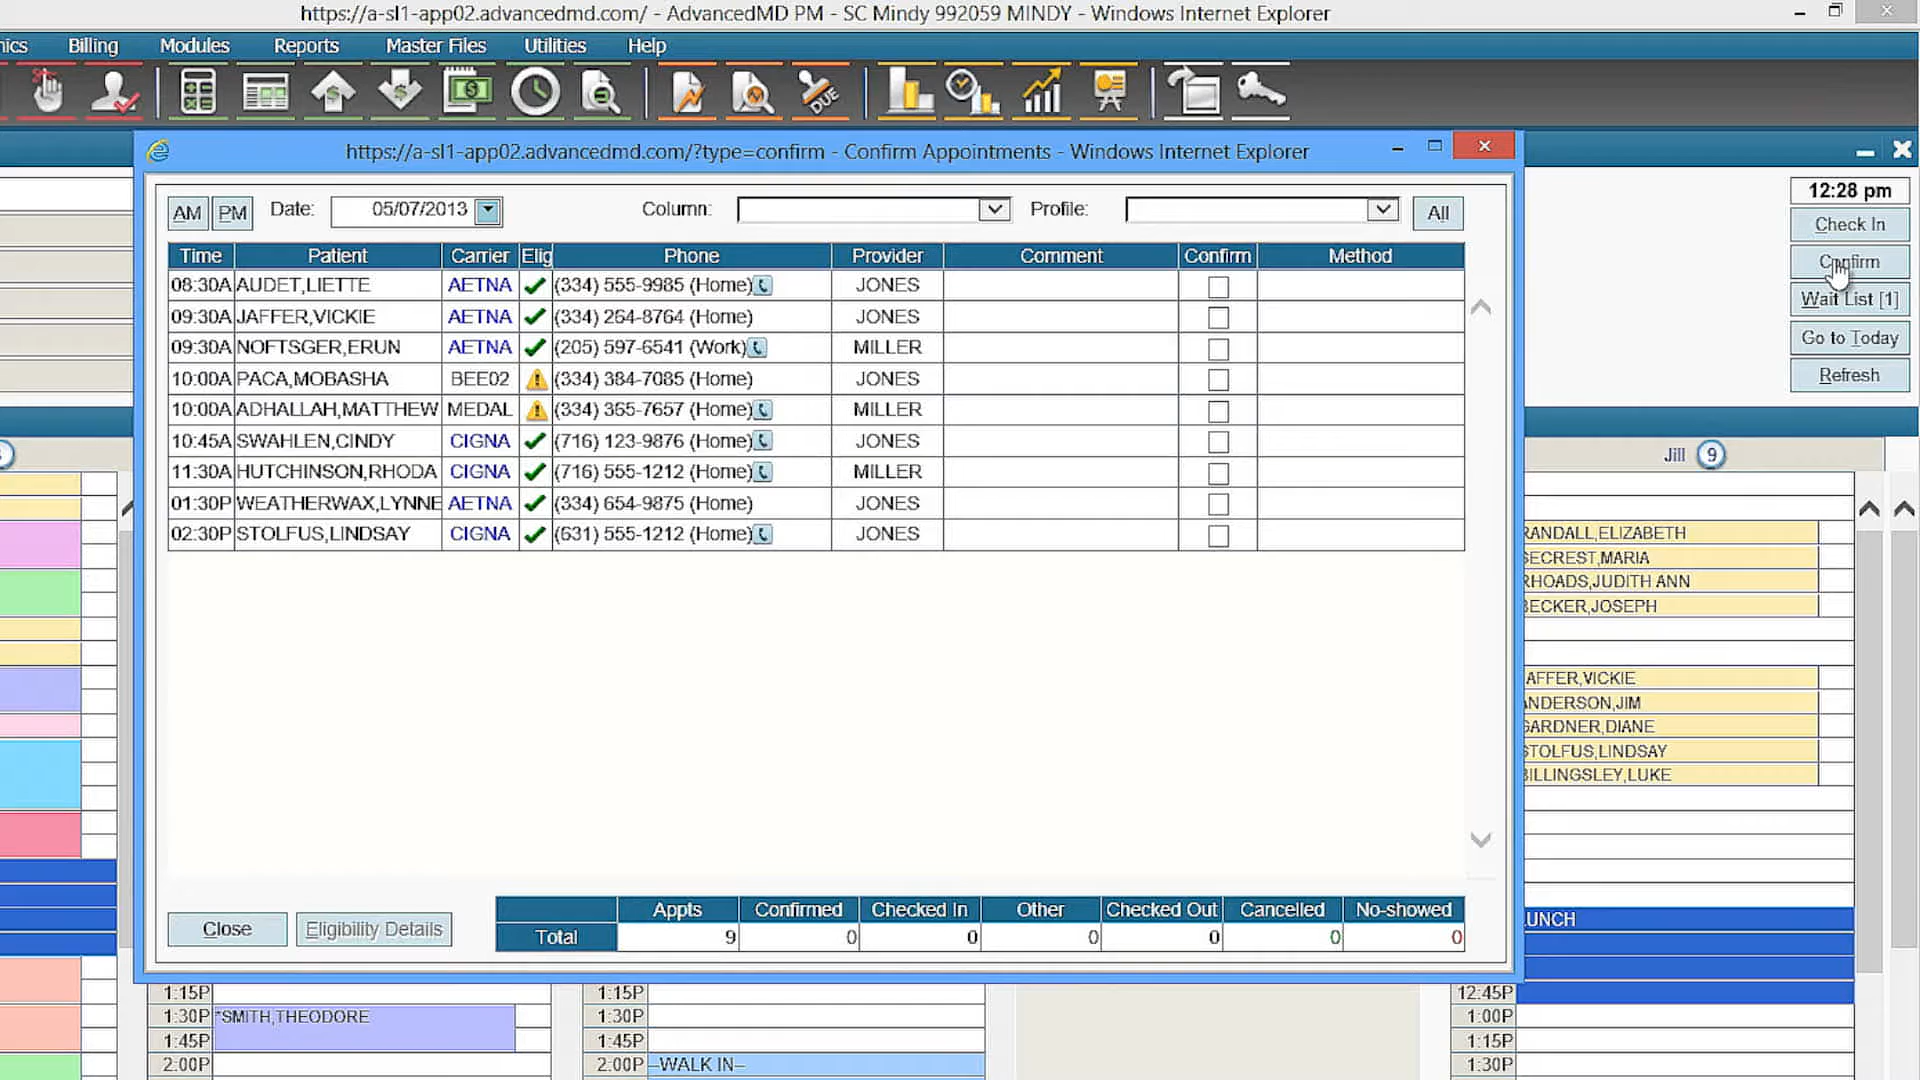 https://a-sl1-app02.advancedmd.com/ - AdvancedMD PM - SC Mindy 992059 MINDY - Windows Internet Explorer
Billing Modules Reports Master Files Utilities Help
DUE
https://a-sl1-app02.advancedmd.com/?type=confirm - Confirm Appointments - Windows Internet Explorer
AM PM Date: 05/07/2013 Column: Profile: All
Time Patient Carrier Elig Phone Provider Comment Confirm Method
08:30A AUDET,LIETTE AETNA (334) 555-9985 (Home) JONES
09:30A JAFFER,VICKIE AETNA (334) 264-8764 (Home) JONES
09:30A NOFTSGER,ERUN AETNA (205) 597-6541 (Work) MILLER
10:00A PACA,MOBASHA BEE02 (334) 384-7085 (Home) JONES
10:00A ADHALLAH,MATTHEW MEDAL (334) 365-7657 (Home) MILLER
10:45A SWAHLEN,CINDY CIGNA (716) 123-9876 (Home) JONES
11:30A HUTCHINSON,RHODA CIGNA (716) 555-1212 (Home) MILLER
01:30P WEATHERWAX,LYNNE AETNA (334) 654-9875 (Home) JONES
02:30P STOLFUS,LINDSAY CIGNA (631) 555-1212 (Home) JONES
Close Eligibility Details
Appts Confirmed Checked In Other Checked Out Cancelled No-showed
Total 9 0 0 0 0 0 0
12:28 pm
Check In
Confirm
Wait List [1]
Go to Today
Refresh
Jill 9
RANDALL,ELIZABETH
SECREST,MARIA
RHOADS,JUDITH ANN
BECKER,JOSEPH
AFFER,VICKIE
ANDERSON,JIM
GARDNER,DIANE
STOLFUS,LINDSAY
BILLINGSLEY,LUKE
UNCH
1:15P 1:15P 12:45P
1:30P *SMITH,THEODORE 1:30P 1:00P
1:45P 1:45P 1:15P
2:00P 2:00P --WALK IN-- 1:30P